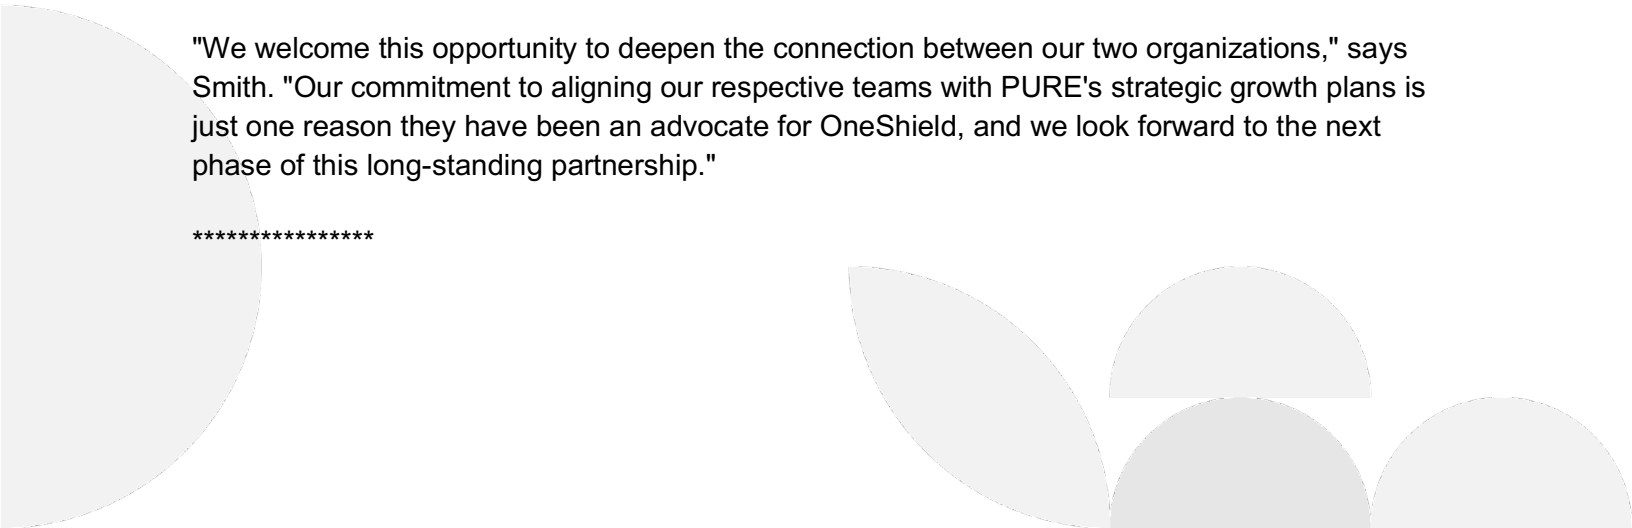 "We welcome this opportunity to deepen the connection between our two organizations," says
Smith. "Our commitment to aligning our respective teams with PURE's strategic growth plans is
just one reason they have been an advocate for OneShield, and we look forward to the next
phase of this long-standing partnership."
****************